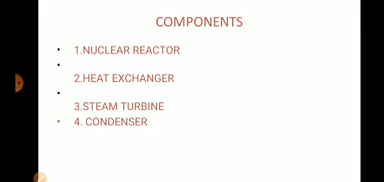 COMPONENTS
• 1.NUCLEAR REACTOR
•
2.HEAT EXCHANGER
•
3.STEAM TURBINE
• 4. CONDENSER